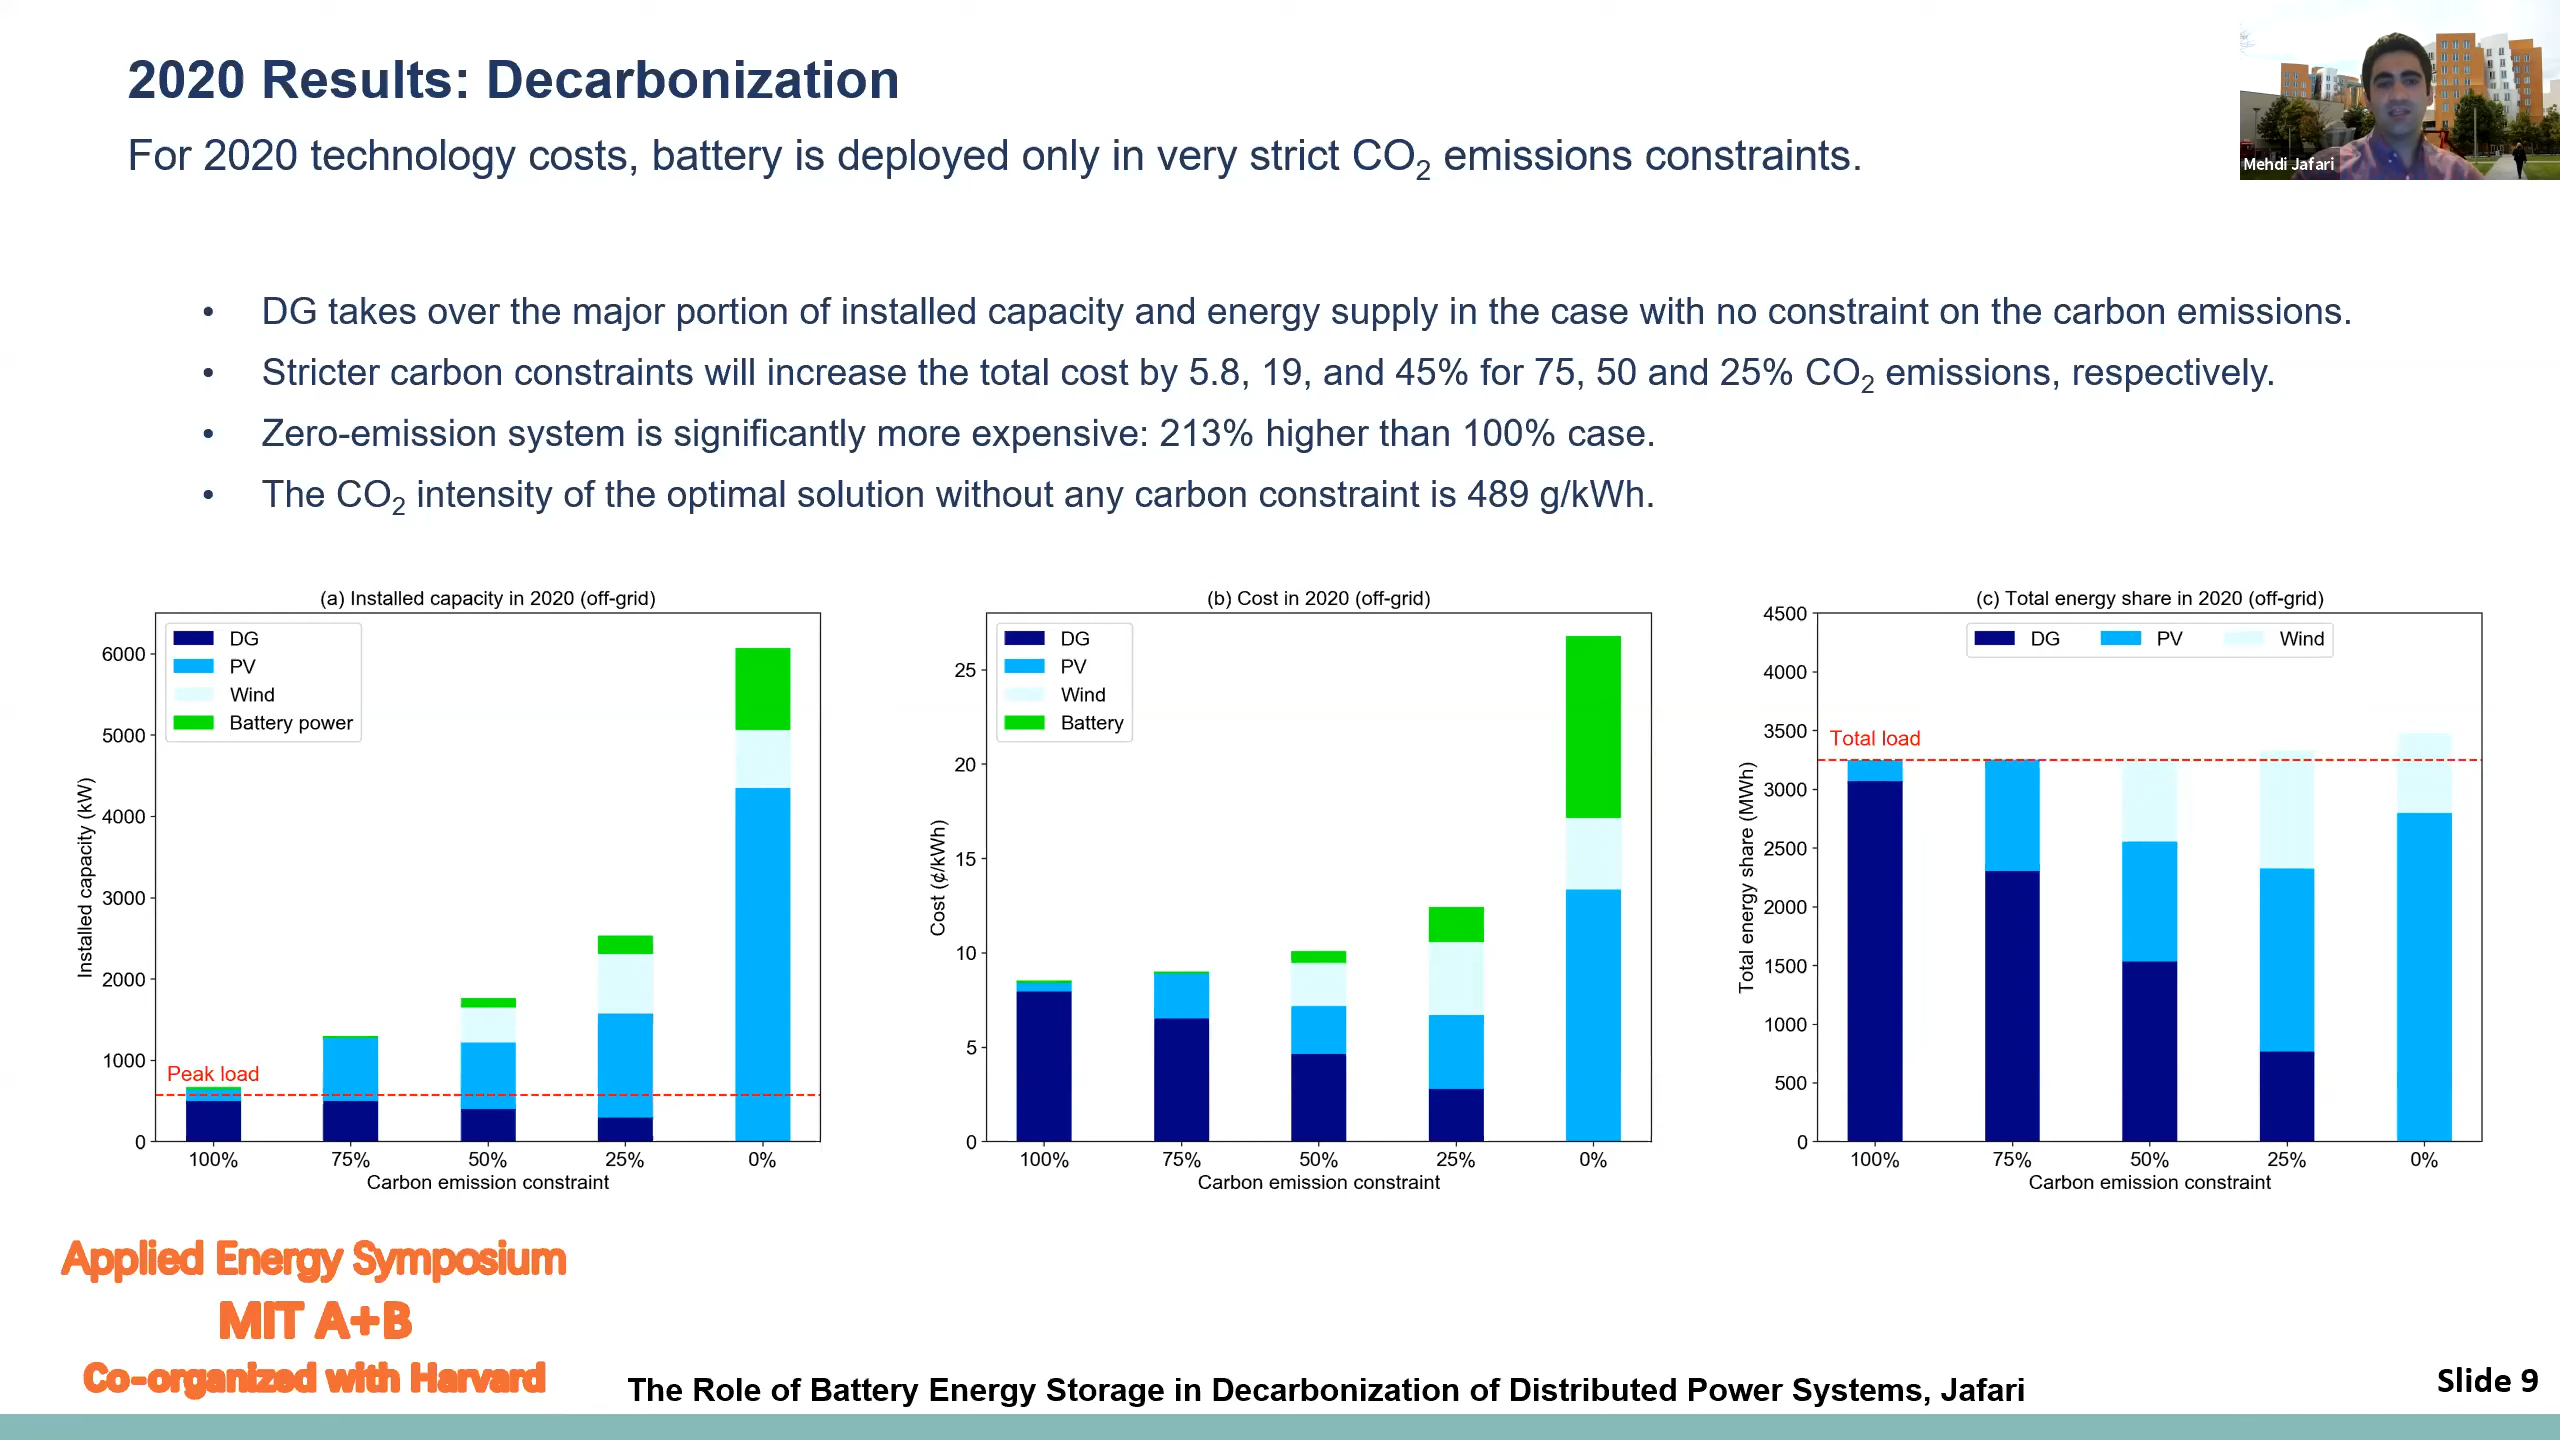 2020 Results: Decarbonization
For 2020 technology costs, battery is deployed only in very strict CO2 emissions constraints.
Mehdi Jafari
• DG takes over the major portion of installed capacity and energy supply in the case with no constraint on the carbon emissions.
• Stricter carbon constraints will increase the total cost by 5.8, 19, and 45% for 75, 50 and 25% CO2 emissions, respectively.
• Zero-emission system is significantly more expensive: 213% higher than 100% case.
• The CO2 intensity of the optimal solution without any carbon constraint is 489 g/kWh.
(a) Installed capacity in 2020 (off-grid)
DG
PV
Wind
Battery power
Installed capacity (kW)
6000
5000
4000
3000
2000
1000
0
Peak load
100% 75% 50% 25% 0%
Carbon emission constraint
(b) Cost in 2020 (off-grid)
DG
PV
Wind
Battery
Cost (¢/kWh)
25
20
15
10
5
0
100% 75% 50% 25% 0%
Carbon emission constraint
(c) Total energy share in 2020 (off-grid)
DG PV Wind
Total load
Total energy share (MWh)
4500
4000
3500
3000
2500
2000
1500
1000
500
0
100% 75% 50% 25% 0%
Carbon emission constraint
Applied Energy Symposium
MIT A+B
Co-organized with Harvard
The Role of Battery Energy Storage in Decarbonization of Distributed Power Systems, Jafari
Slide 9